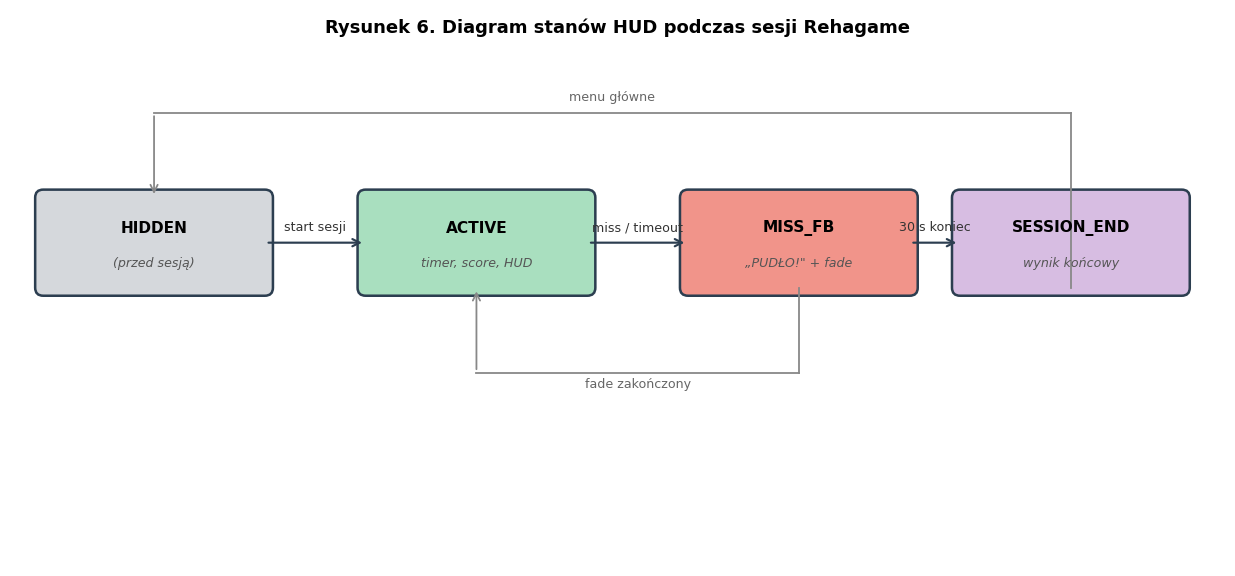 Rysunek 6. Diagram stanów HUD podczas sesji Rehagame
menu główne
HIDDEN
(przed sesją)
start sesji
ACTIVE
timer, score, HUD
miss / timeout
MISS_FB
„PUDŁO!" + fade
30 s koniec
SESSION_END
wynik końcowy
fade zakończony